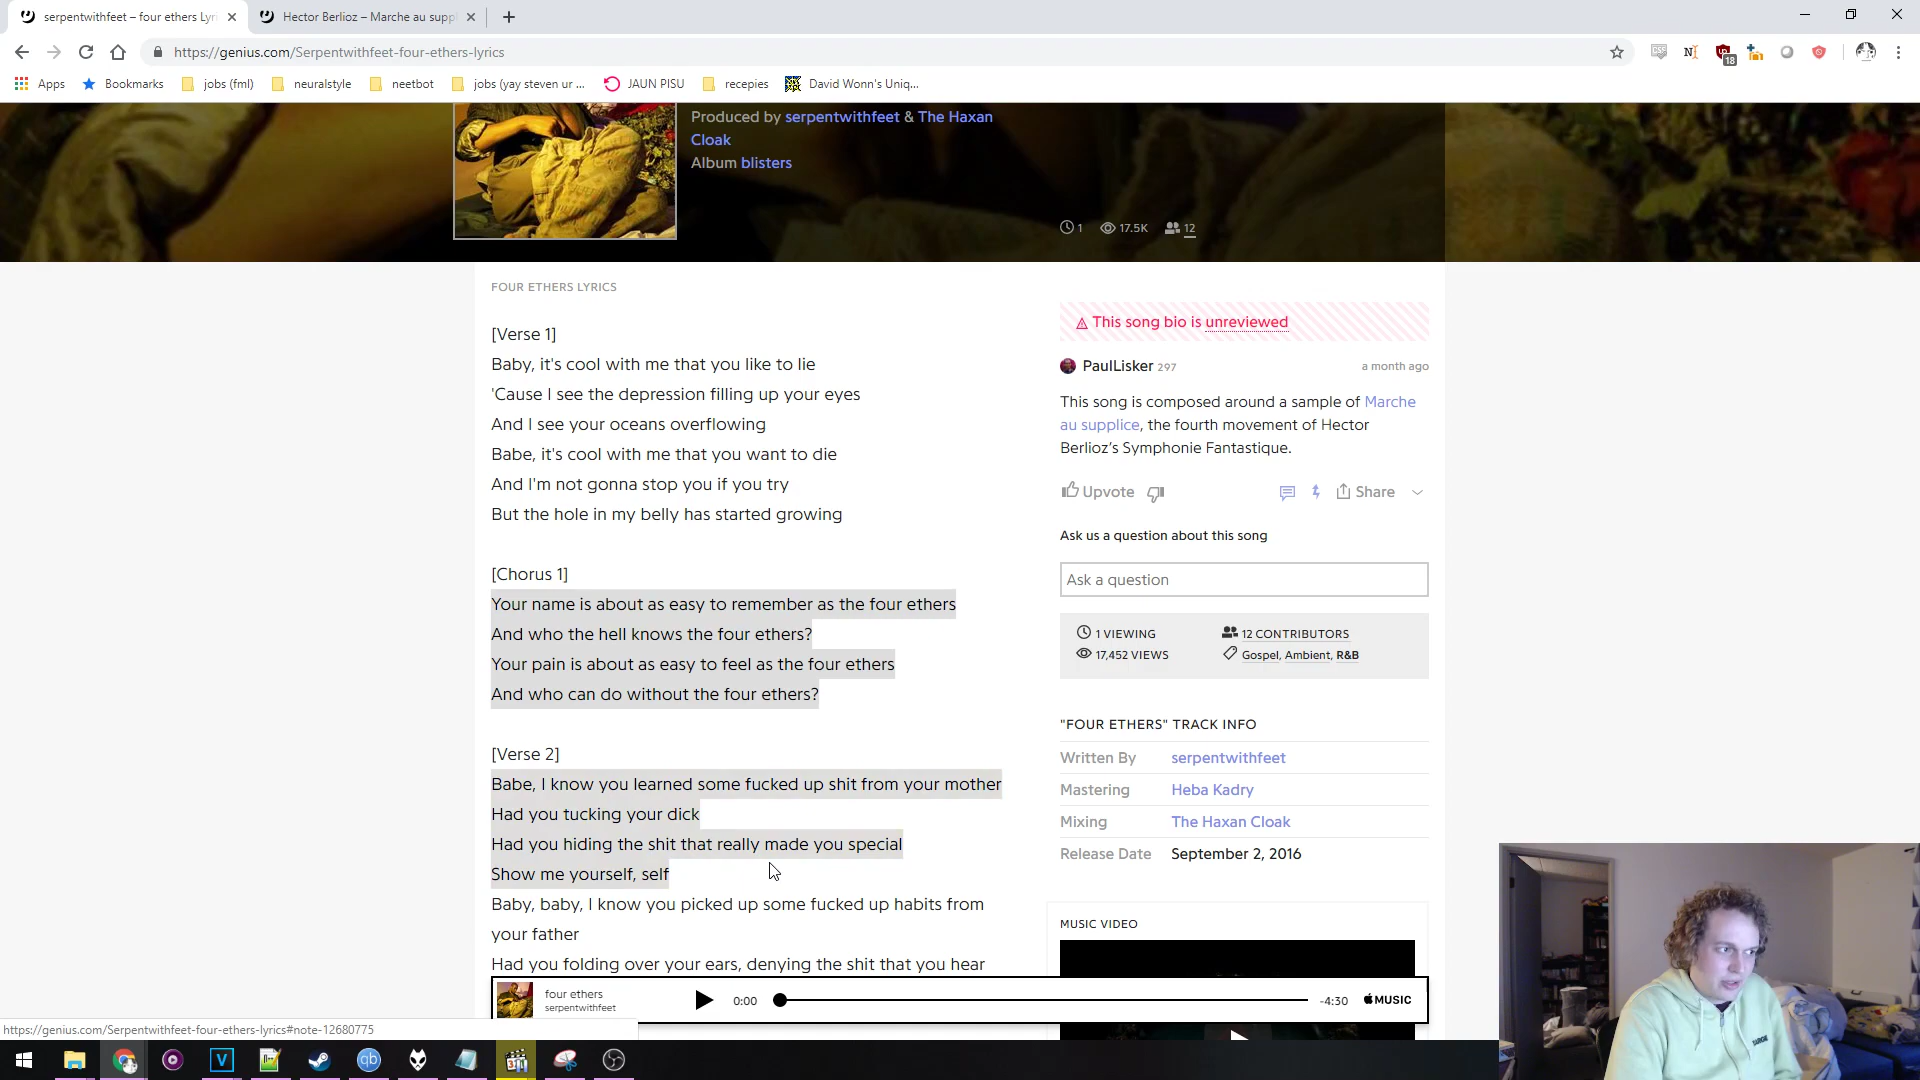 serpentwithfeet – four ethers Lyri
Hector Berlioz – Marche au suppl
https://genius.com/Serpentwithfeet-four-ethers-lyrics
18
Apps
Bookmarks
jobs (fml)
neuralstyle
neetbot
jobs (yay steven ur ...
JAUN PISU
recepies
David Wonn's Uniq...
Produced by serpentwithfeet & The Haxan
Cloak
Album blisters
1
17.5K
12
FOUR ETHERS LYRICS
[Verse 1]
Baby, it's cool with me that you like to lie
'Cause I see the depression filling up your eyes
And I see your oceans overflowing
Babe, it's cool with me that you want to die
And I'm not gonna stop you if you try
But the hole in my belly has started growing
[Chorus 1]
Your name is about as easy to remember as the four ethers
And who the hell knows the four ethers?
Your pain is about as easy to feel as the four ethers
And who can do without the four ethers?
[Verse 2]
Babe, I know you learned some fucked up shit from your mother
Had you tucking your dick
Had you hiding the shit that really made you special
Show me yourself, self
Baby, baby, I know you picked up some fucked up habits from
your father
Had you folding over your ears, denying the shit that you hear
This song bio is unreviewed
PaulLisker 297
a month ago
This song is composed around a sample of Marche
au supplice, the fourth movement of Hector
Berlioz's Symphonie Fantastique.
Upvote
Share
Ask us a question about this song
Ask a question
1 VIEWING
12 CONTRIBUTORS
17,452 VIEWS
Gospel, Ambient, R&B
"FOUR ETHERS" TRACK INFO
Written By serpentwithfeet
Mastering Heba Kadry
Mixing The Haxan Cloak
Release Date September 2, 2016
MUSIC VIDEO
four ethers
serpentwithfeet
0:00
-4:30
MUSIC
https://genius.com/Serpentwithfeet-four-ethers-lyrics#note-12680775
V
qb